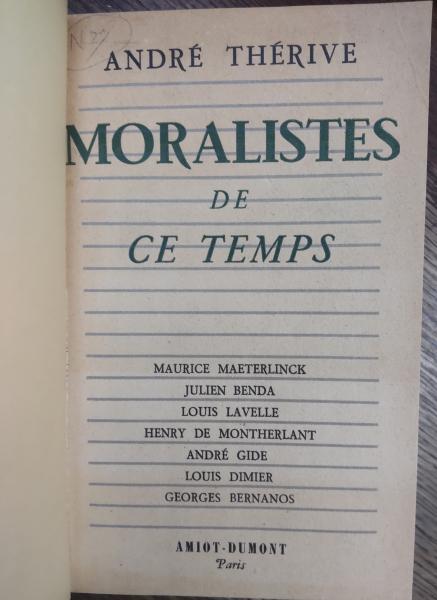 N 27
ANDRÉ THÉRIVE
MORALISTES
DE
CE TEMPS
MAURICE MAETERLINCK
JULIEN BENDA
LOUIS LAVELLE
HENRY DE MONTHERLANT
ANDRÉ GIDE
LOUIS DIMIER
GEORGES BERNANOS
AMIOT-DUMONT
Paris